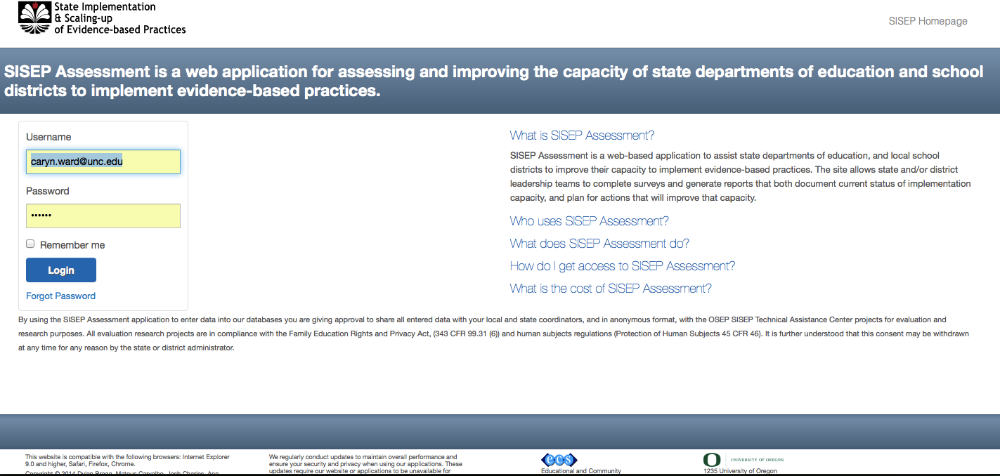 State Implementation
& Scaling-up
of Evidence-based Practices
SISEP Homepage
SISEP Assessment is a web application for assessing and improving the capacity of state departments of education and school
districts to implement evidence-based practices.
Username
caryn.ward@unc.edu
Password
••••••
Remember me
Login
Forgot Password
What is SISEP Assessment?
SISEP Assessment is a web-based application to assist state departments of education, and local school
districts to improve their capacity to implement evidence-based practices. The site allows state and/or district
leadership teams to complete surveys and generate reports that both document current status of implementation
capacity, and plan for actions that will improve that capacity.
Who uses SISEP Assessment?
What does SISEP Assessment do?
How do I get access to SISEP Assessment?
What is the cost of SISEP Assessment?
By using the SISEP Assessment application to enter data into our databases you are giving approval to share all entered data with your local and state coordinators, and in anonymous format, with the OSEP SISEP Technical Assistance Center projects for evaluation and
research purposes. All evaluation research projects are in compliance with the Family Education Rights and Privacy Act, (343 CFR 99.31 (6)) and human subjects regulations (Protection of Human Subjects 45 CFR 46). It is further understood that this consent may be withdrawn
at any time for any reason by the state or district administrator.
This website is compatible with the following browsers: Internet Explorer
9.0 and higher, Safari, Firefox, Chrome.
Copyright © 2014 Dylan Bragg, Mateus Carvalho, Josh Charles, Ann
We regularly conduct updates to maintain overall performance and
ensure your security and privacy when using our applications. These
updates require our website or applications to be unavailable for
ecs
Educational and Community
O UNIVERSITY OF OREGON
1235 University of Oregon